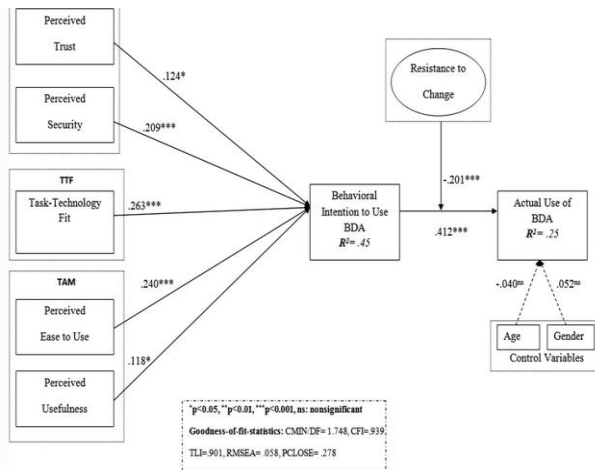 Perceived
Trust
.124*
Perceived
Security
.209***
TTF
Task-Technology
Fit
.263***
TAM
Perceived
Ease to Use
.240***
Perceived
Usefulness
.118*
Behavioral
Intention to Use
BDA
R²= .45
Resistance to
Change
-.201***
.412***
Actual Use of
BDA
R²= .25
-.040ⁿˢ
.052ⁿˢ
Age
Gender
Control Variables
*p<0.05, **p<0.01, ***p<0.001, ns: nonsignificant
Goodness-of-fit-statistics: CMIN/DF= 1.748, CFI=.939,
TLI=.901, RMSEA= .058, PCLOSE= .278